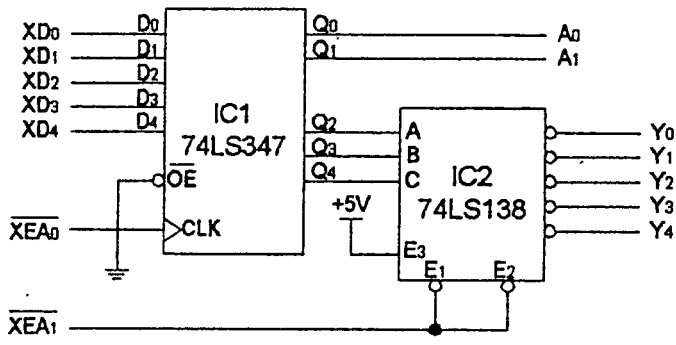 XD0 D0 Q0 A0
XD1 D1 Q1 A1
XD2 D2
XD3 D3
IC1
XD4 D4 Q2 A Y0
74LS347
Q3 B Y1
IC2
OE Q4 C Y2
+5V 74LS138 Y3
XEA0 CLK Y4
E3
E1 E2
XEA1